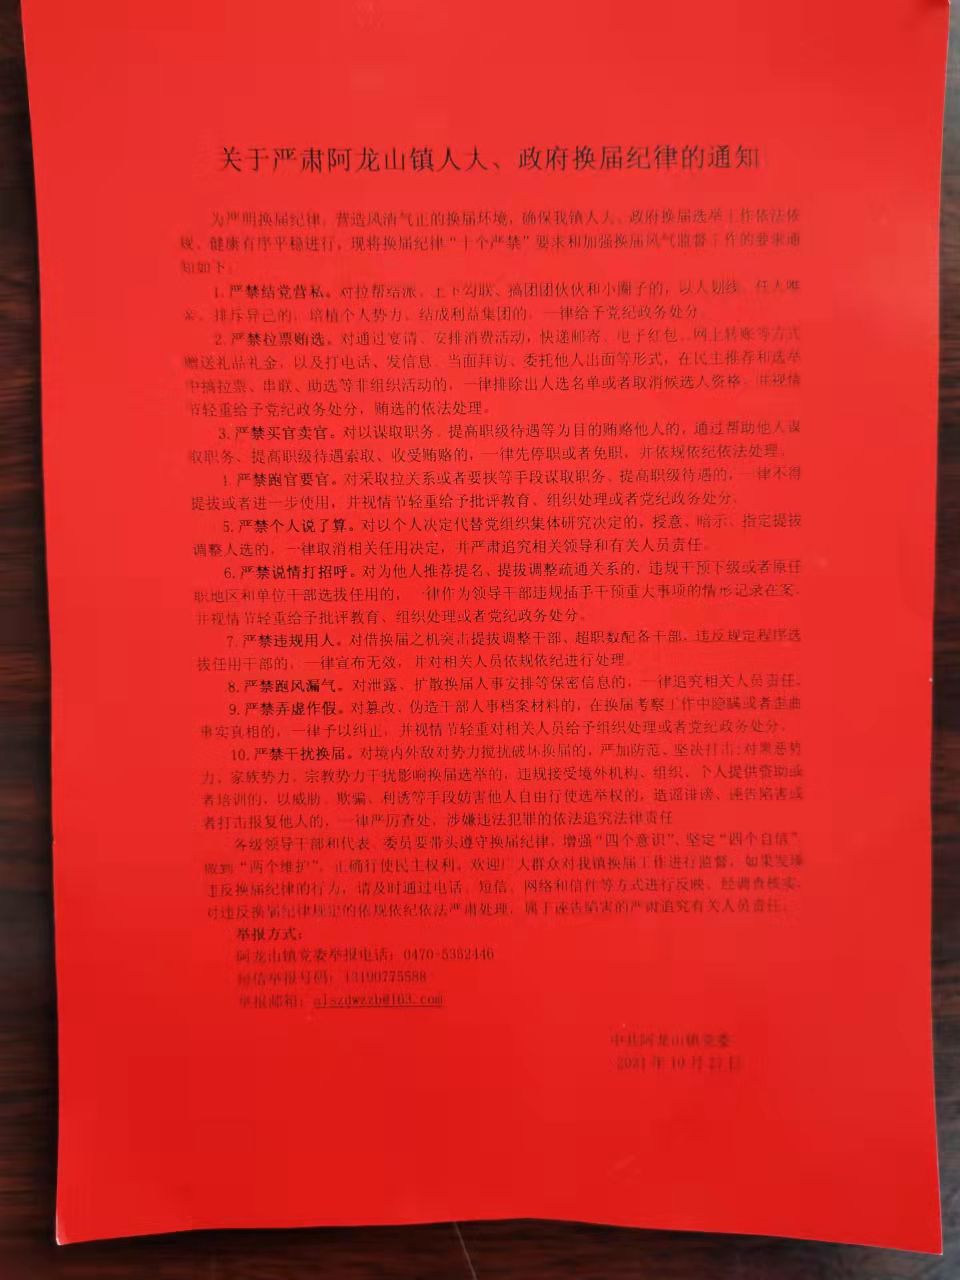 关于严肃阿龙山镇人大、政府换届纪律的通知
为严明换届纪律，营造风清气正的换届环境，确保我镇人大、政府换届选举工作依法依
规、健康有序平稳进行，现将换届纪律“十个严禁”要求和加强换届风气监督工作的要求通
知如下：
1.严禁结党营私。对拉帮结派、上下勾联、搞团团伙伙和小圈子的，以人划线、任人唯
亲、排斥异己的，培植个人势力、结成利益集团的，一律给予党纪政务处分
2.严禁拉票贿选。对通过宴请、安排消费活动，快递邮寄、电子红包、网上转账等方式
赠送礼品礼金，以及打电话、发信息、当面拜访、委托他人出面等形式，在民主推荐和选举
中搞拉票、串联、助选等非组织活动的，一律排除出人选名单或者取消候选人资格，并视情
节轻重给予党纪政务处分，贿选的依法处理。
3.严禁买官卖官。对以谋取职务、提高职级待遇等为目的贿赂他人的，通过帮助他人谋
取职务、提高职级待遇索取、收受贿赂的，一律先停职或者免职，并依规依纪依法处理。
4.严禁跑官要官。对采取拉关系或者要挟等手段谋取职务、提高职级待遇的，一律不得
提拔或者进一步使用，并视情节轻重给予批评教育、组织处理或者党纪政务处分。
5.严禁个人说了算。对以个人决定代替党组织集体研究决定的，授意、暗示、指定提拔
调整人选的，一律取消相关任用决定，并严肃追究相关领导和有关人员责任。
6.严禁说情打招呼。对为他人推荐提名、提拔调整疏通关系的，违规干预下级或者原任
职地区和单位干部选拔任用的，一律作为领导干部违规插手干预重大事项的情形记录在案，
并视情节轻重给予批评教育、组织处理或者党纪政务处分。
7.严禁违规用人。对借换届之机突击提拔调整干部、超职数配备干部、违反规定程序选
拔任用干部的，一律宣布无效，并对相关人员依规依纪进行处理。
8.严禁跑风漏气。对泄露、扩散换届人事安排等保密信息的，一律追究相关人员责任。
9.严禁弄虚作假。对篡改、伪造干部人事档案材料的，在换届考察工作中隐瞒或者歪曲
事实真相的，一律予以纠正，并视情节轻重对相关人员给予组织处理或者党纪政务处分。
10.严禁干扰换届。对境内外敌对势力搅扰破坏换届的，严加防范、坚决打击；对黑恶势
力、家族势力、宗教势力干扰影响换届选举的，违规接受境外机构、组织、个人提供资助或
者培训的，以威胁、欺骗、利诱等手段妨害他人自由行使选举权的，造谣诽谤、诬告陷害或
者打击报复他人的，一律严厉查处，涉嫌违法犯罪的依法追究法律责任
各级领导干部和代表、委员要带头遵守换届纪律，增强“四个意识”、坚定“四个自信”、
做到“两个维护”，正确行使民主权利。欢迎广大群众对我镇换届工作进行监督，如果发现
违反换届纪律的行为，请及时通过电话、短信、网络和信件等方式进行反映。经调查核实，
对违反换届纪律规定的依规依纪依法严肃处理，属于诬告陷害的严肃追究有关人员责任。
举报方式：
阿龙山镇党委举报电话：0470-5352446
短信举报号码：13190775588
举报邮箱：alszdwzzb@163.com
中共阿龙山镇党委
2021年10月27日